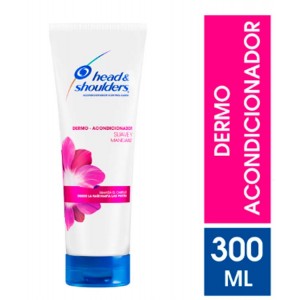 head&
shoulders
DERMO - ACONDICIONADOR
SUAVE Y
MANEJABLE
DERMO
ACONDICIONADOR
300
ML